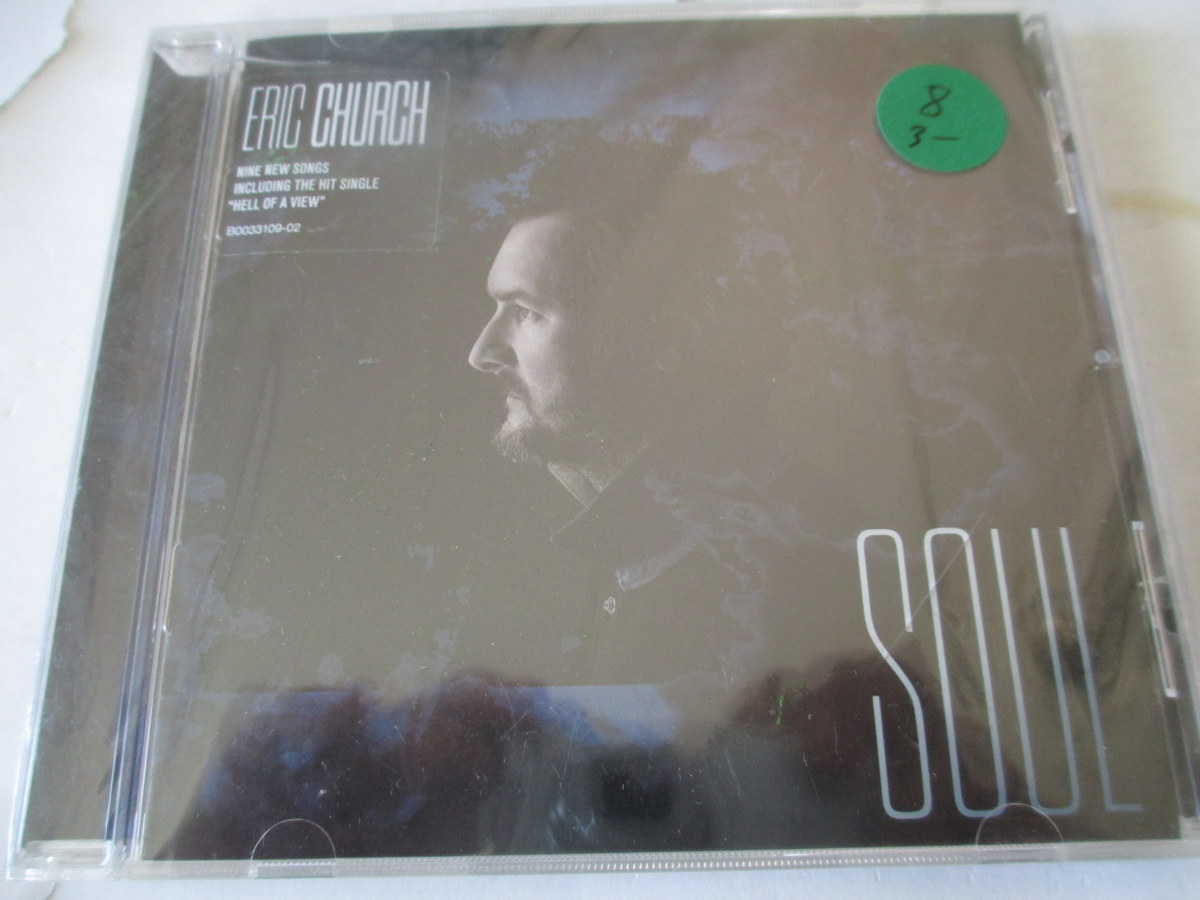 ERIC CHURCH
NINE NEW SONGS
INCLUDING THE HIT SINGLE
"HELL OF A VIEW"
B0033109-02
8
3-
SOUL